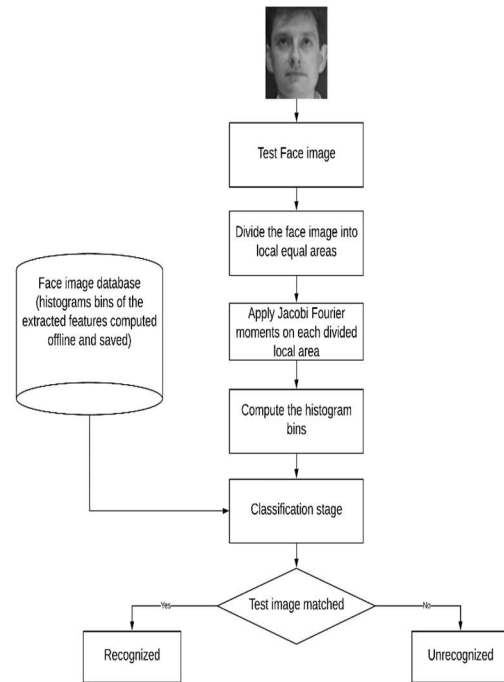 Test Face image
Divide the face image into
local equal areas
Face image database
(histograms bins of the
extracted features computed
offline and saved)
Apply Jacobi Fourier
moments on each divided
local area
Compute the histogram
bins
Classification stage
Test image matched
Yes
No
Recognized
Unrecognized